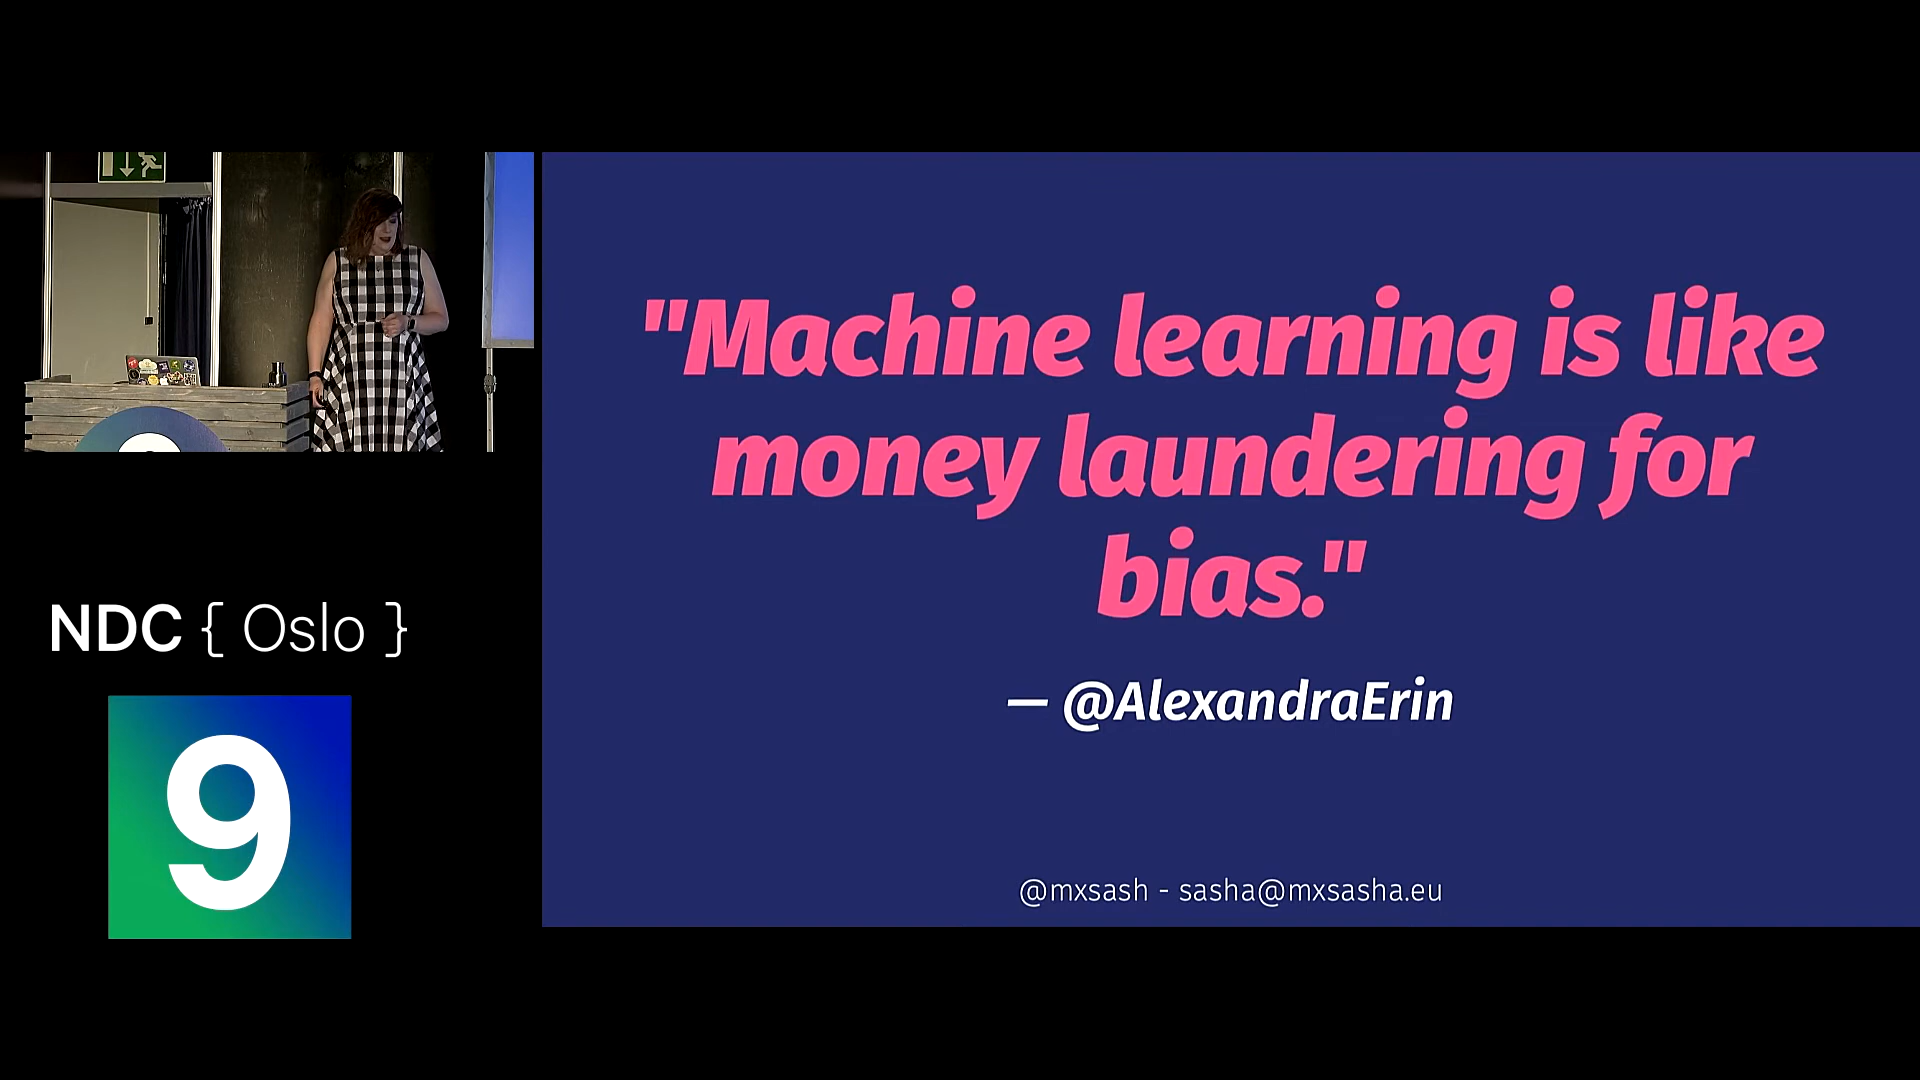 "Machine learning is like
money laundering for
bias."
— @AlexandraErin
@mxsash - sasha@mxsasha.eu
NDC { Oslo }
9